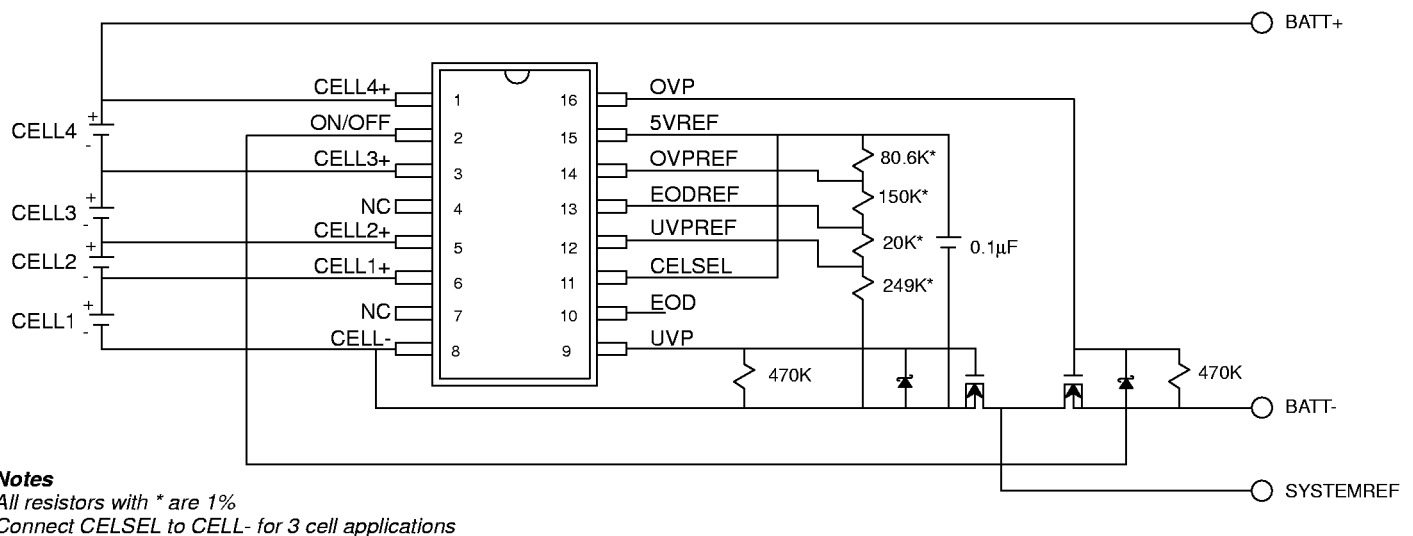 BATT+
CELL4+
ON/OFF
CELL3+
NC
CELL2+
CELL1+
NC
CELL-
CELL4
+
-
CELL3
+
-
CELL2
+
-
CELL1
+
-
1
2
3
4
5
6
7
8
16
15
14
13
12
11
10
9
OVP
5VREF
OVPREF
EODREF
UVPREF
CELSEL
EOD
UVP
80.6K*
150K*
20K*
249K*
0.1µF
470K
470K
BATT-
SYSTEMREF
Notes
All resistors with * are 1%
Connect CELSEL to CELL- for 3 cell applications